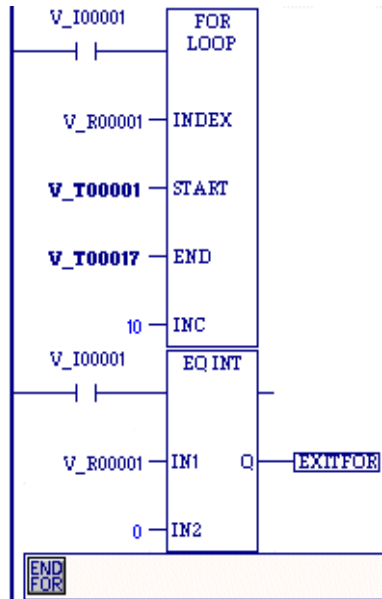 V_I00001 FOR
LOOP
V_R00001 INDEX
V_T00001 START
V_T00017 END
10 INC
V_I00001 EQ INT
V_R00001 IN1 Q EXITFOR
0 IN2
END
FOR